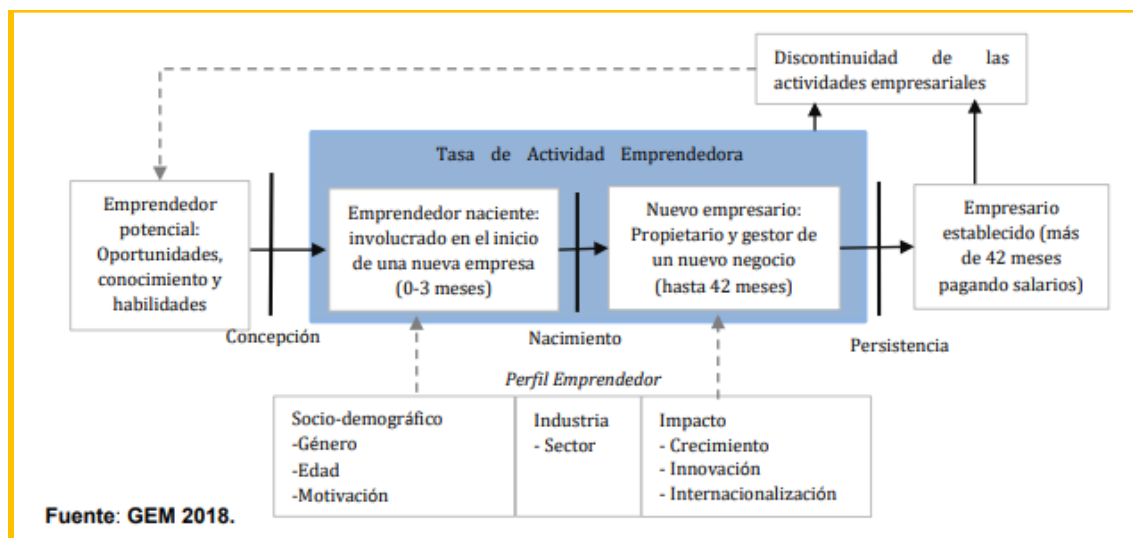 Discontinuidad de las
actividades empresariales
Tasa de Actividad Emprendedora
Emprendedor
potencial:
Oportunidades,
conocimiento y
habilidades
Emprendedor naciente:
involucrado en el inicio
de una nueva empresa
(0-3 meses)
Nuevo empresario:
Propietario y gestor de
un nuevo negocio
(hasta 42 meses)
Empresario
establecido (más
de 42 meses
pagando salarios)
Concepción
Nacimiento
Persistencia
Perfil Emprendedor
Socio-demográfico
-Género
-Edad
-Motivación
Industria
- Sector
Impacto
- Crecimiento
- Innovación
- Internacionalización
Fuente: GEM 2018.